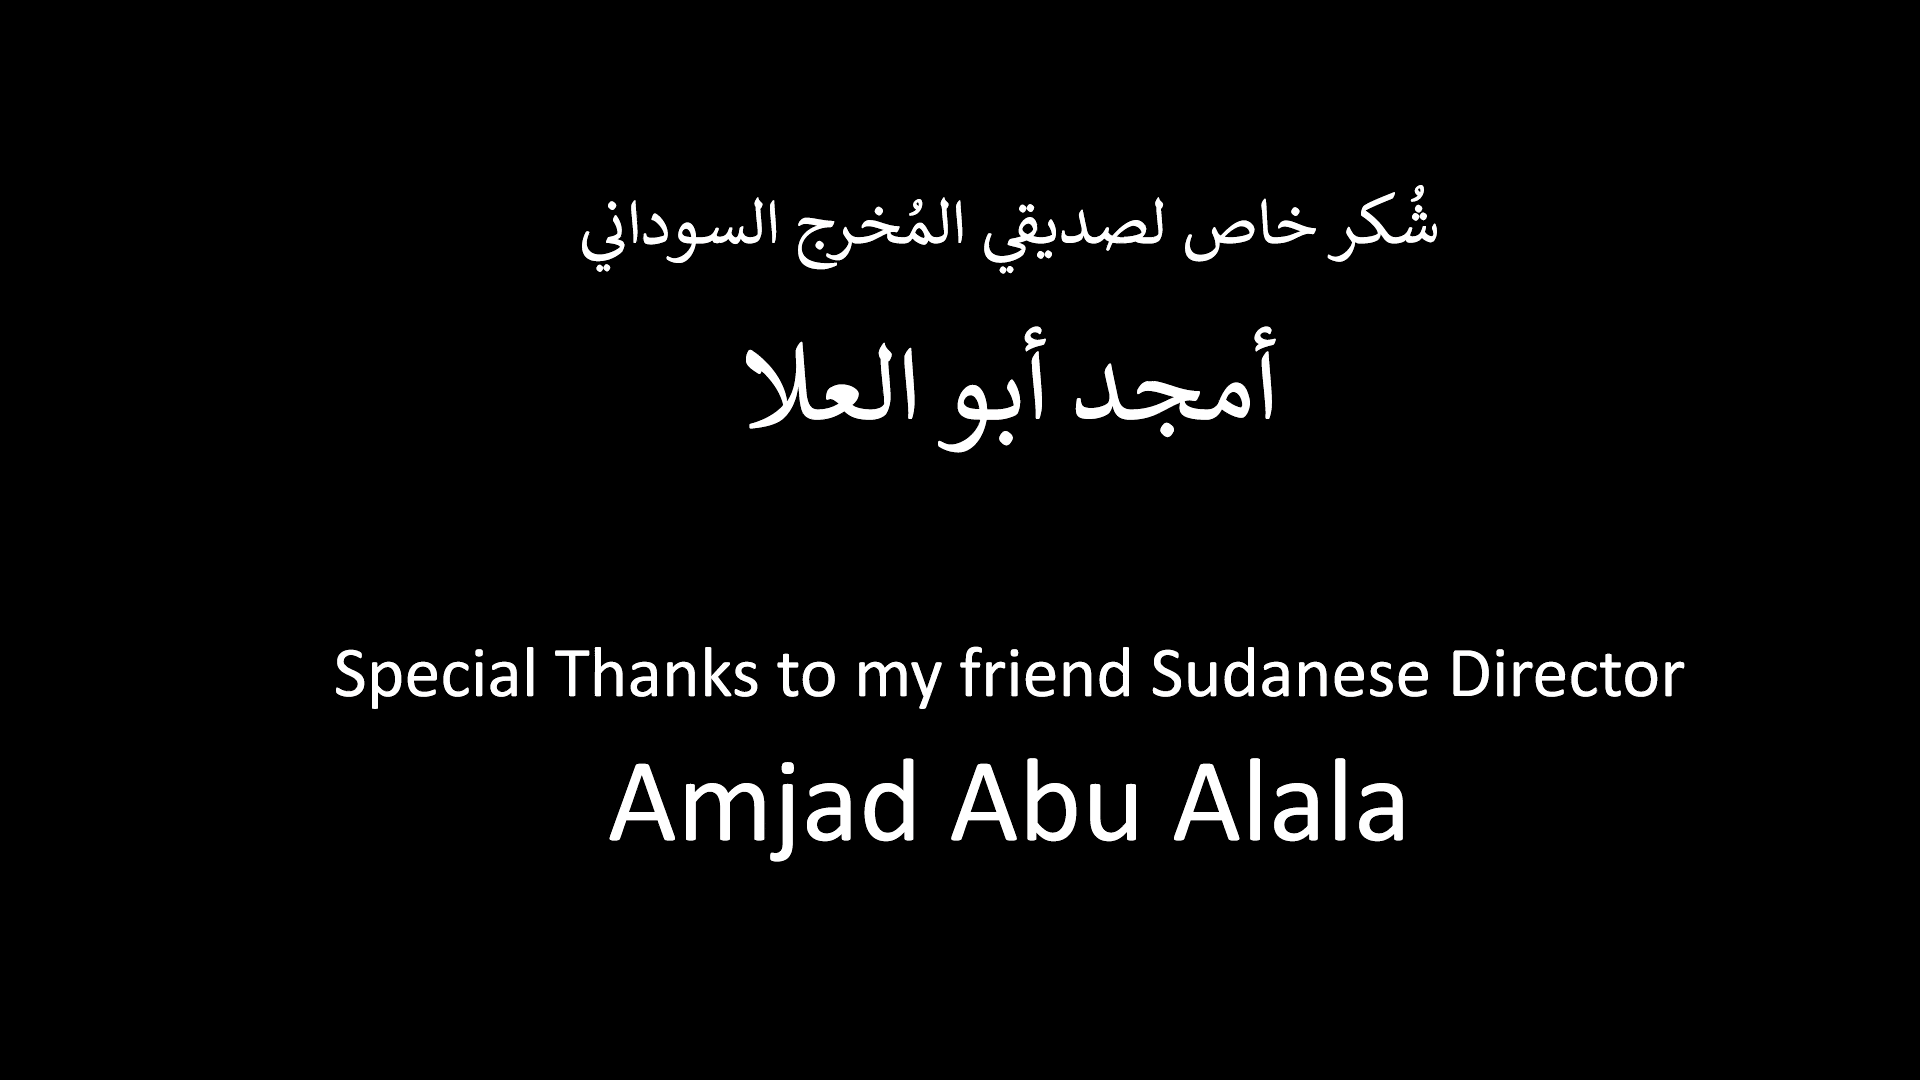 شُكر خاص لصديقي المُخرج السوداني
أمجد أبو العلا
Special Thanks to my friend Sudanese Director
Amjad Abu Alala